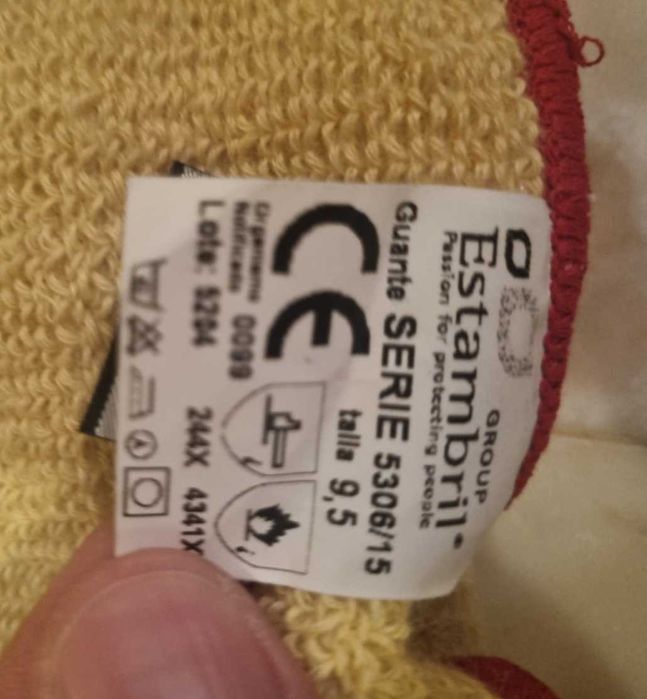 Estambril®
GROUP
Passion for protecting people
Guante SERIE 5306/15
talla 9,5
CE
Organismo 0099
Notificado
Lote: 5204
244X 4341X